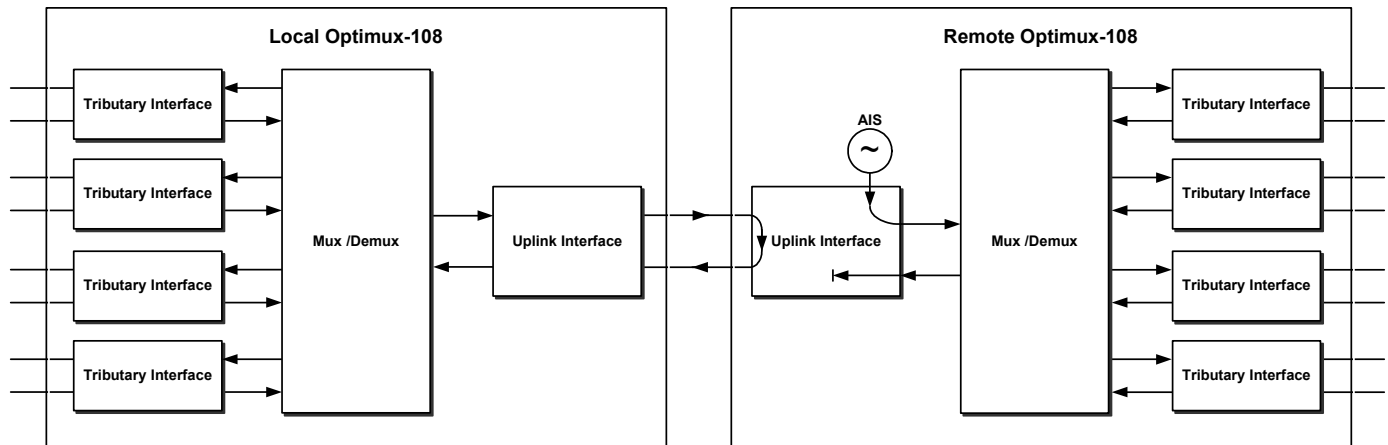 Local Optimux-108
Remote Optimux-108
Tributary Interface
Tributary Interface
Tributary Interface
Tributary Interface
Mux /Demux
Uplink Interface
AIS
~
Uplink Interface
Mux /Demux
Tributary Interface
Tributary Interface
Tributary Interface
Tributary Interface